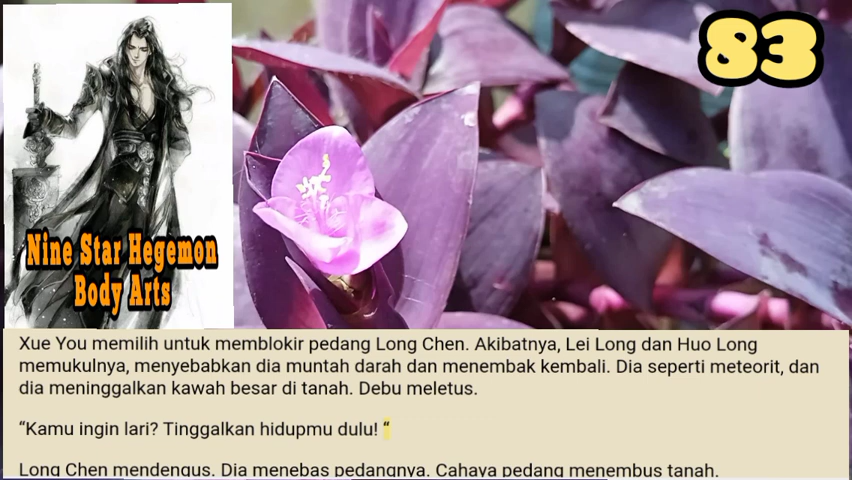 83
Nine Star Hegemon
Body Arts
Xue You memilih untuk memblokir pedang Long Chen. Akibatnya, Lei Long dan Huo Long
memukulnya, menyebabkan dia muntah darah dan menembak kembali. Dia seperti meteorit, dan
dia meninggalkan kawah besar di tanah. Debu meletus.
“Kamu ingin lari? Tinggalkan hidupmu dulu! “
Long Chen mendengus. Dia menebas pedangnya. Cahaya pedang menembus tanah.